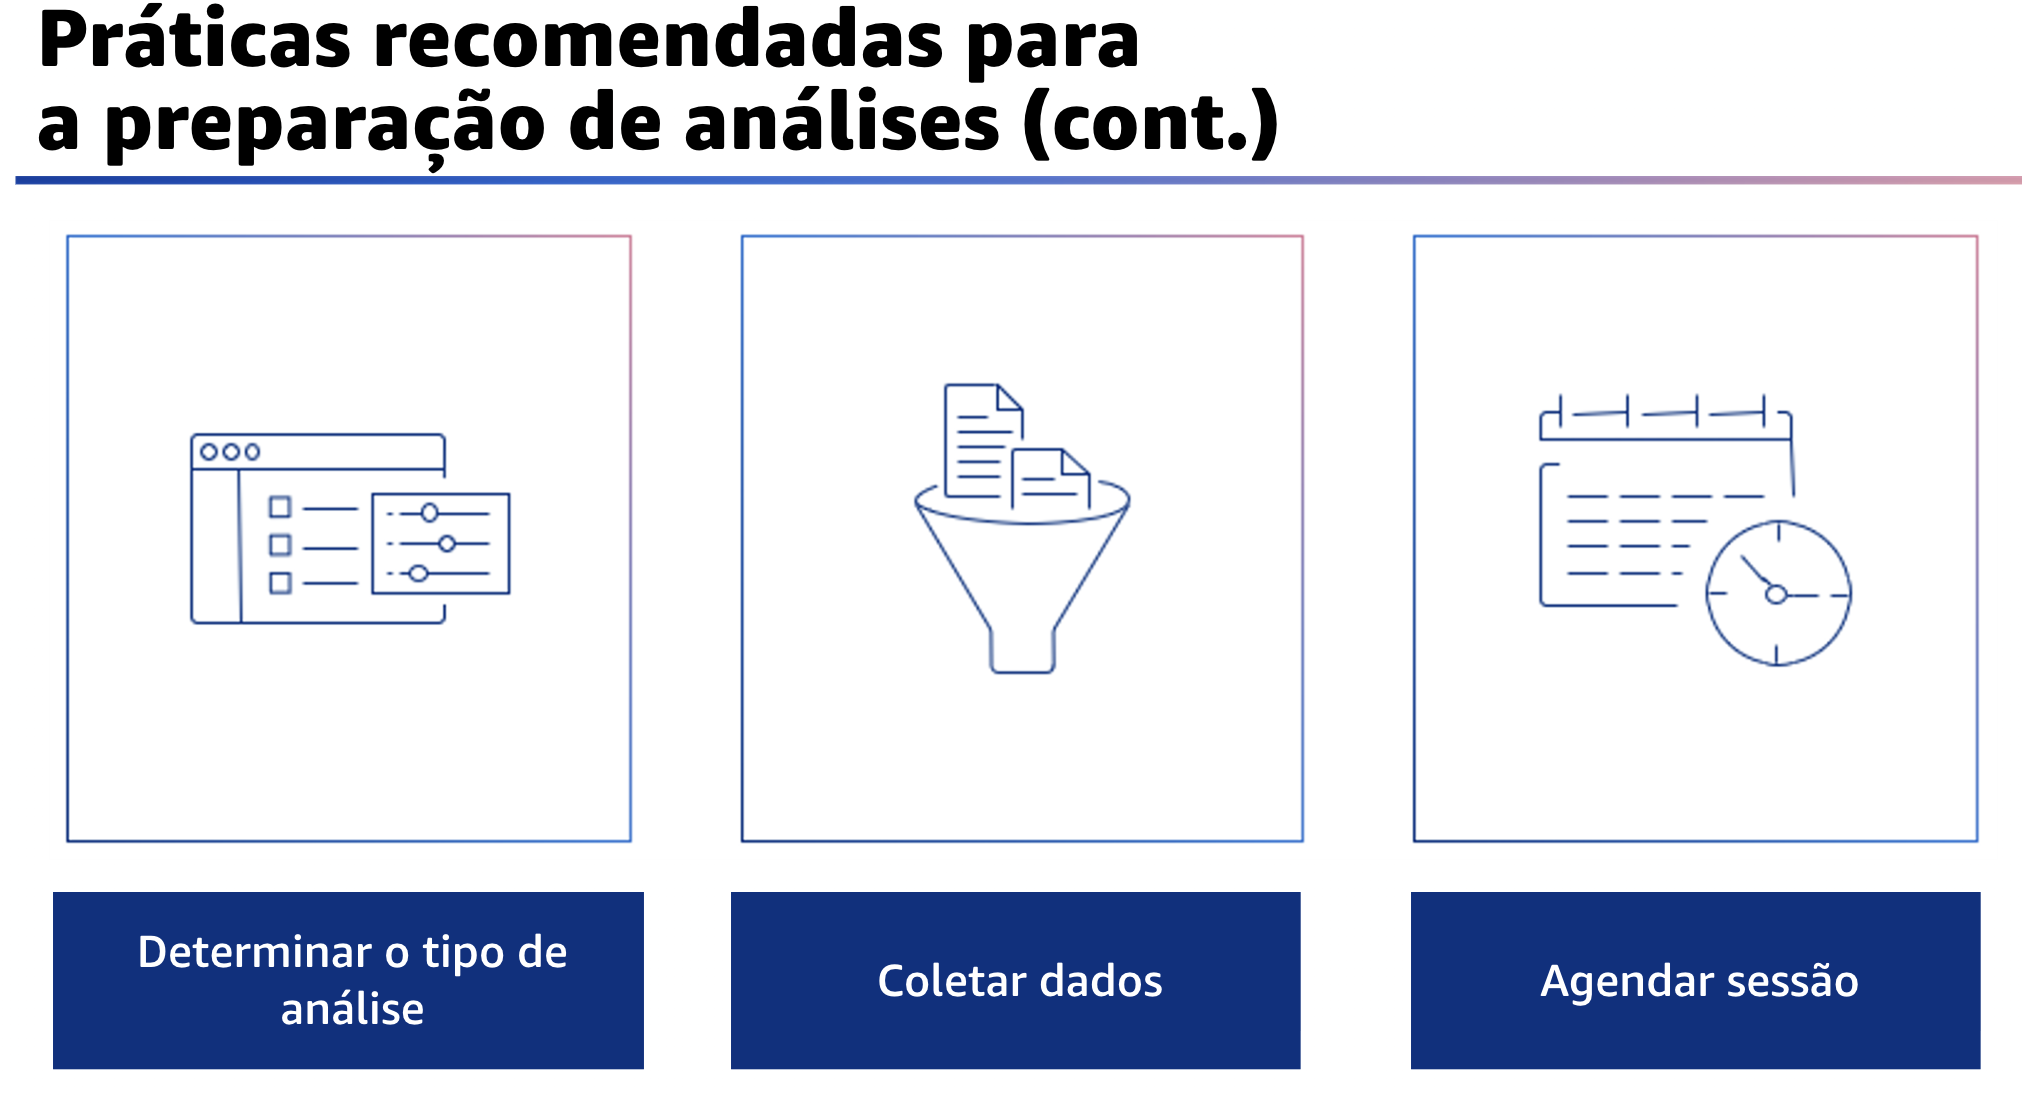 Práticas recomendadas para
a preparação de análises (cont.)
Determinar o tipo de
análise
Coletar dados
Agendar sessão